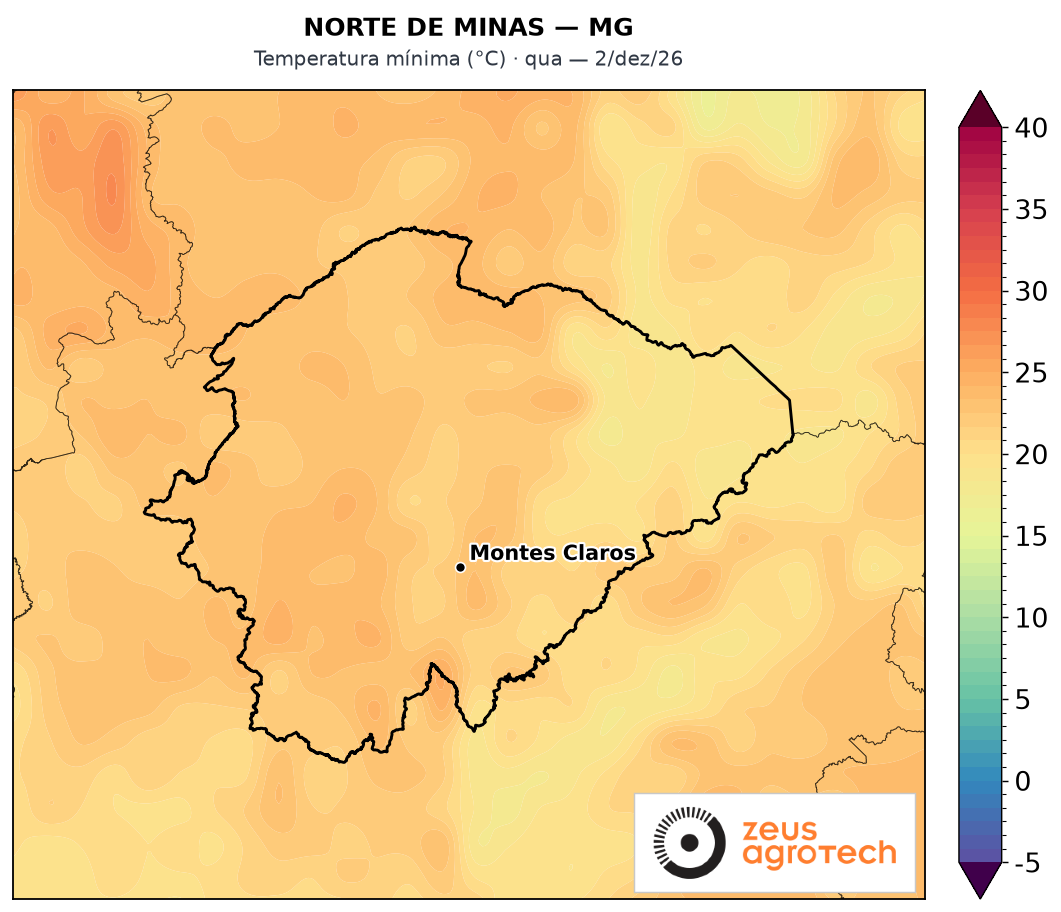 NORTE DE MINAS — MG
Temperatura mínima (°C) · qua — 2/dez/26
40
35
30
25
20
15
10
5
0
-5
Montes Claros
zeus
agrotech